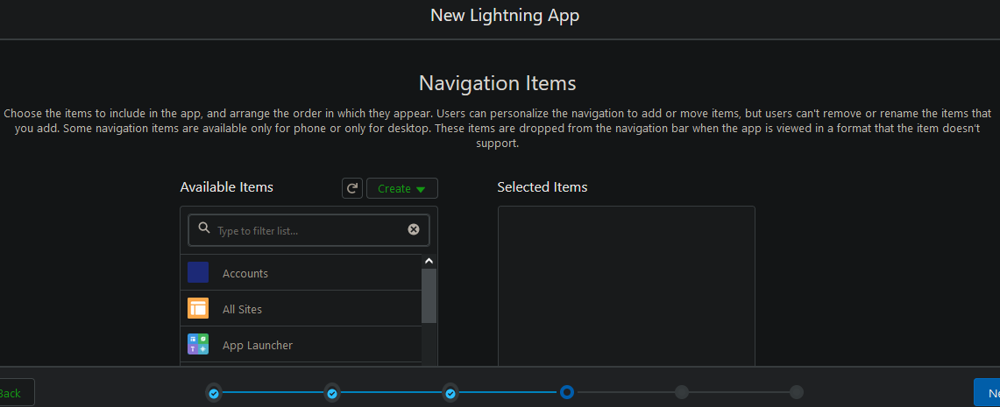 New Lightning App
Navigation Items
Choose the items to include in the app, and arrange the order in which they appear. Users can personalize the navigation to add or move items, but users can't remove or rename the items that
you add. Some navigation items are available only for phone or only for desktop. These items are dropped from the navigation bar when the app is viewed in a format that the item doesn't
support.
Available Items
Create
Selected Items
Type to filter list...
Accounts
All Sites
App Launcher
Back